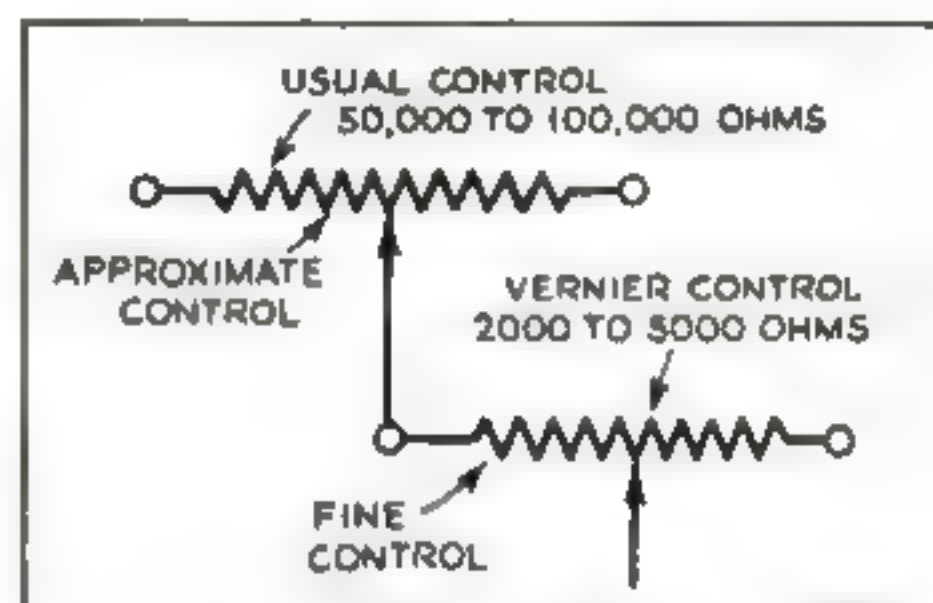 USUAL CONTROL
50,000 TO 100,000 OHMS
APPROXIMATE
CONTROL
VERNIER CONTROL
2000 TO 5000 OHMS
FINE
CONTROL